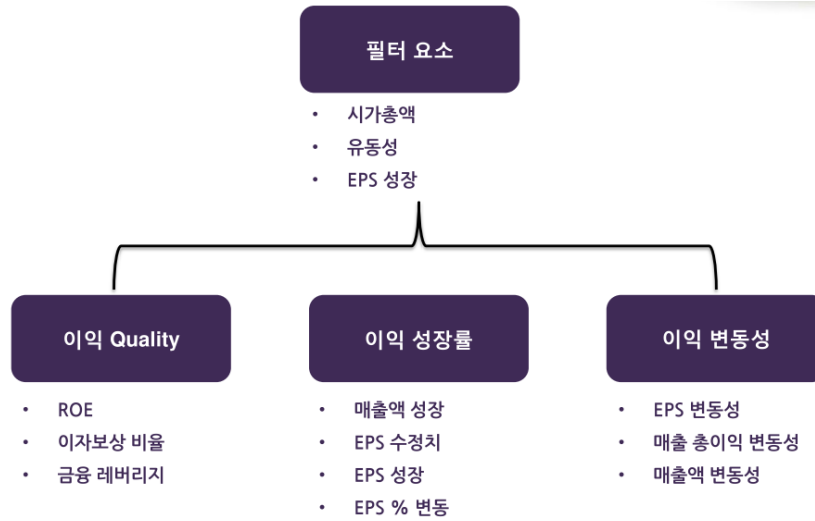 필터 요소
• 시가총액
• 유동성
• EPS 성장
이익 Quality
• ROE
• 이자보상 비율
• 금융 레버리지
이익 성장률
• 매출액 성장
• EPS 수정치
• EPS 성장
• EPS % 변동
이익 변동성
• EPS 변동성
• 매출 총이익 변동성
• 매출액 변동성